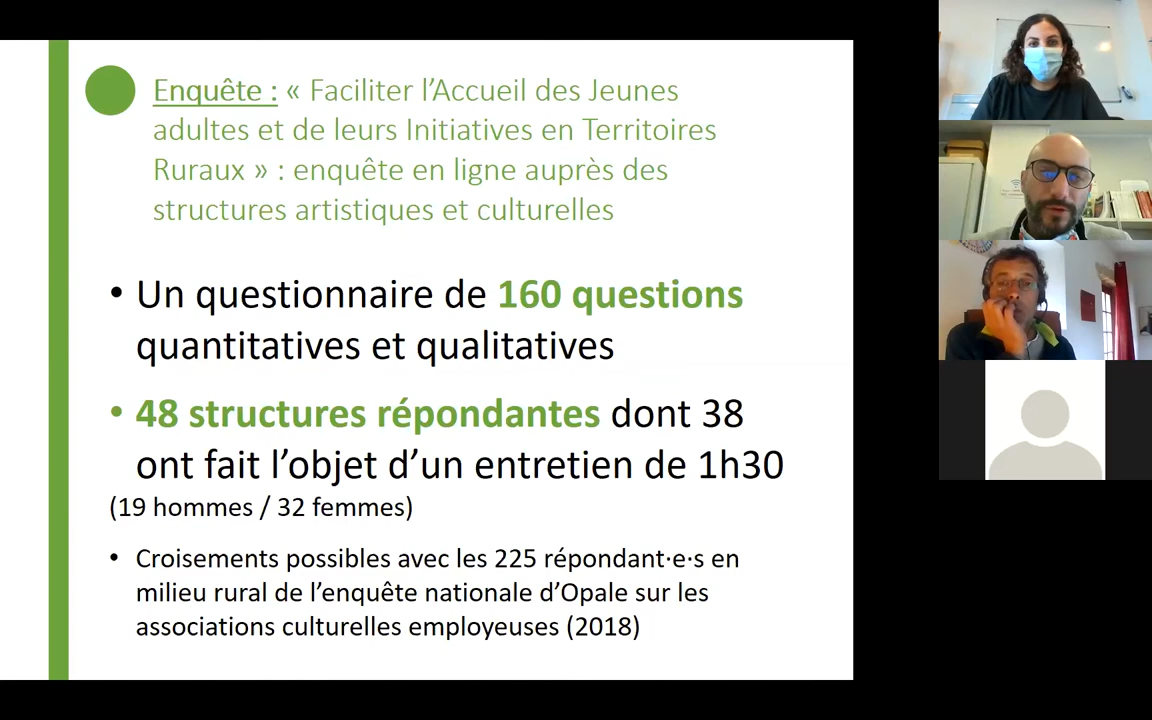 Enquête : « Faciliter l’Accueil des Jeunes
adultes et de leurs Initiatives en Territoires
Ruraux » : enquête en ligne auprès des
structures artistiques et culturelles
• Un questionnaire de 160 questions
quantitatives et qualitatives
• 48 structures répondantes dont 38
ont fait l’objet d’un entretien de 1h30
(19 hommes / 32 femmes)
• Croisements possibles avec les 225 répondant·e·s en
milieu rural de l’enquête nationale d’Opale sur les
associations culturelles employeuses (2018)